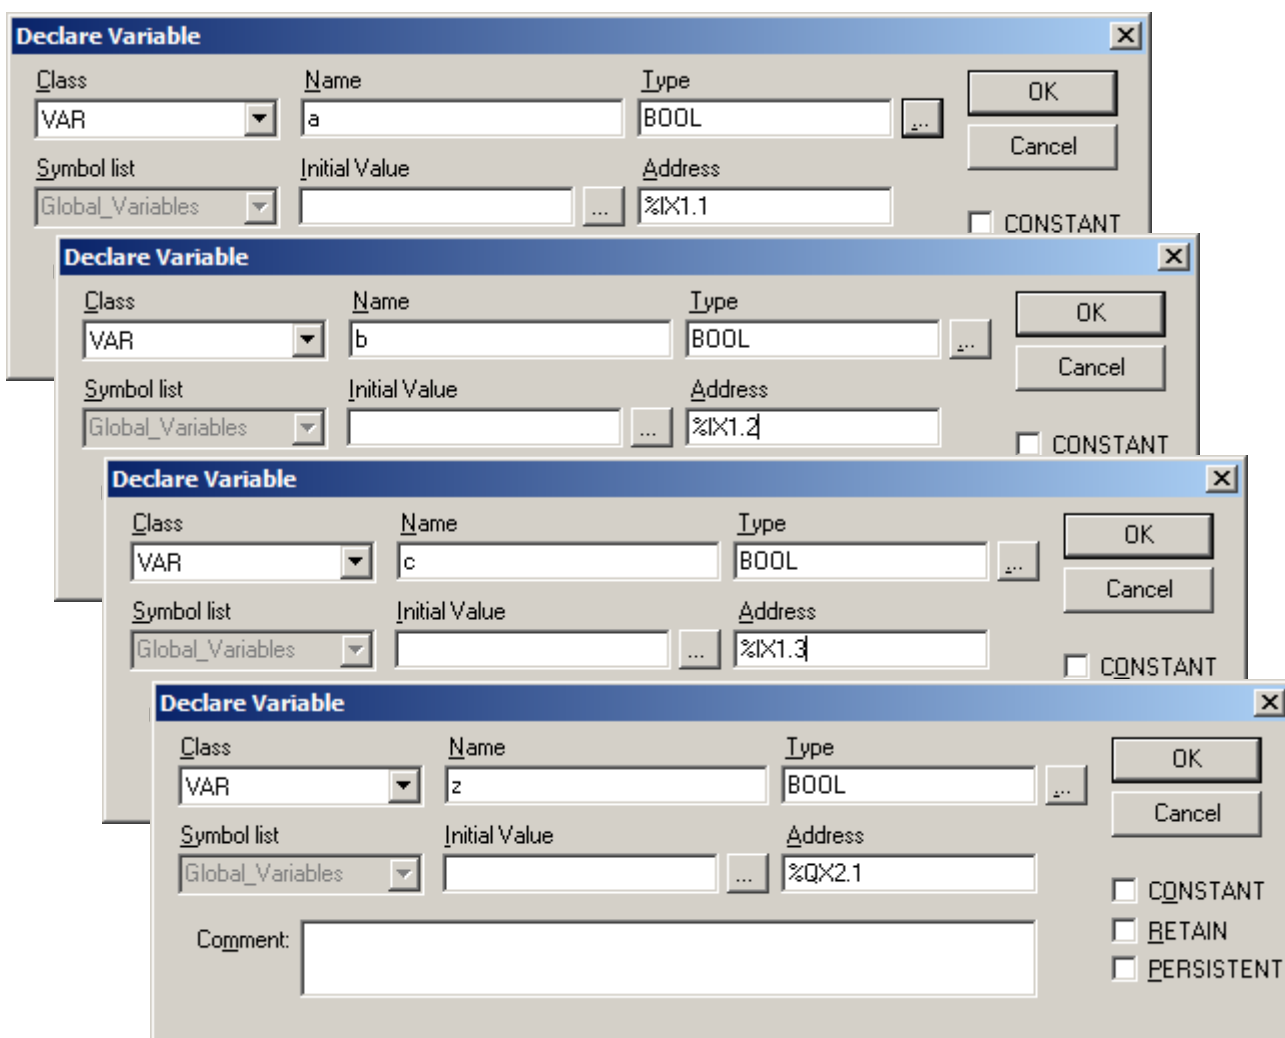 Declare Variable
Class Name Type
VAR a BOOL ... OK
Cancel
Symbol list Initial Value Address
Global_Variables ... %IX1.1
CONSTANT
Declare Variable
Class Name Type
VAR b BOOL ... OK
Cancel
Symbol list Initial Value Address
Global_Variables ... %IX1.2
CONSTANT
Declare Variable
Class Name Type
VAR c BOOL ... OK
Cancel
Symbol list Initial Value Address
Global_Variables ... %IX1.3
CONSTANT
Declare Variable
Class Name Type
VAR z BOOL ... OK
Cancel
Symbol list Initial Value Address
Global_Variables ... %QX2.1
CONSTANT
Comment: RETAIN
PERSISTENT